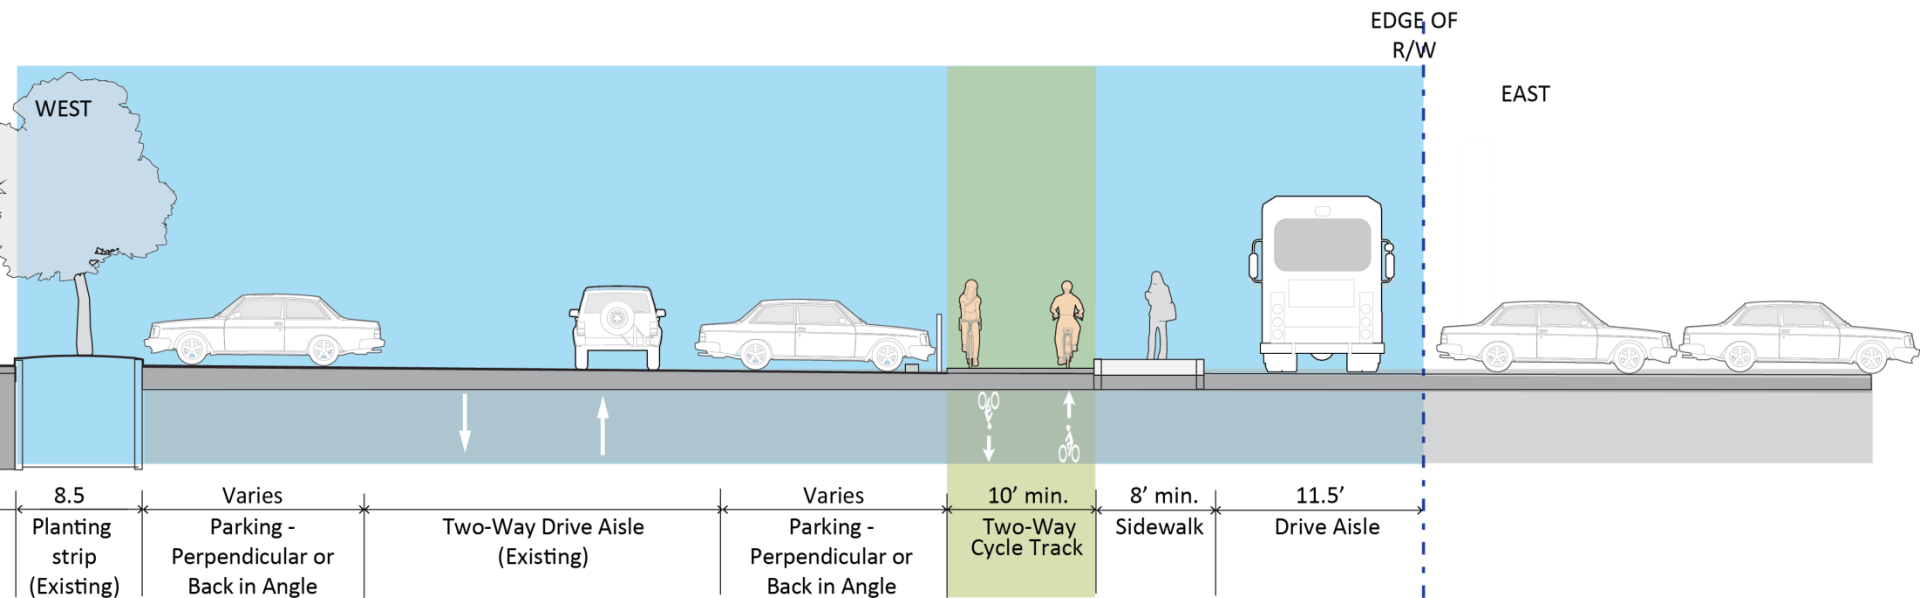 EDGE OF
R/W
WEST
EAST
8.5
Planting
strip
(Existing)
Varies
Parking -
Perpendicular or
Back in Angle
Two-Way Drive Aisle
(Existing)
Varies
Parking -
Perpendicular or
Back in Angle
10’ min.
Two-Way
Cycle Track
8’ min.
Sidewalk
11.5’
Drive Aisle